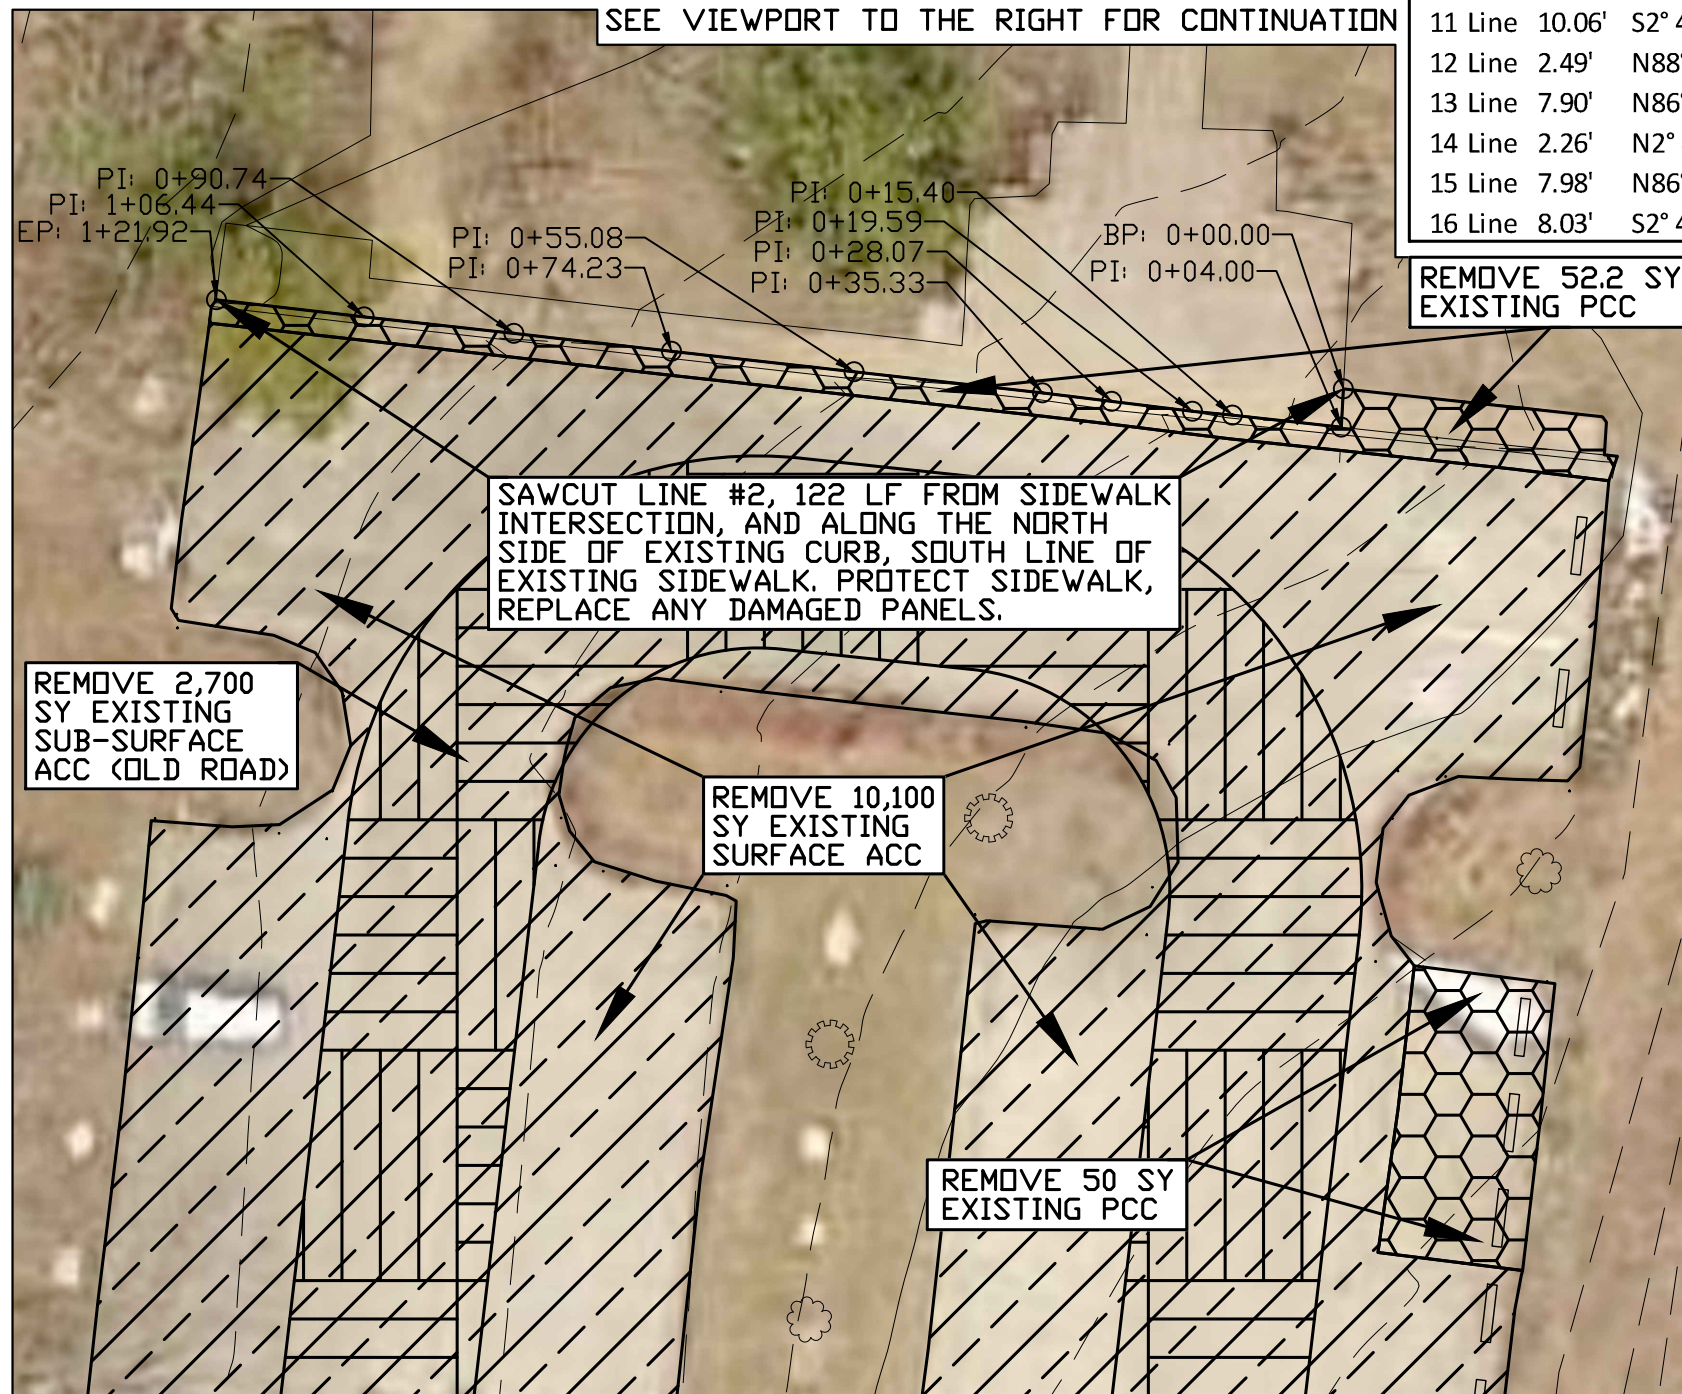 SEE VIEWPORT TO THE RIGHT FOR CONTINUATION
11 Line 10.06' S2° 4
12 Line 2.49' N88°
13 Line 7.90' N86°
14 Line 2.26' N2°
15 Line 7.98' N86°
16 Line 8.03' S2° 4
PI: 0+90.74
PI: 1+06.44
EP: 1+21.92
PI: 0+55.08
PI: 0+74.23
PI: 0+15.40
PI: 0+19.59
PI: 0+28.07
PI: 0+35.33
BP: 0+00.00
PI: 0+04.00
REMOVE 52.2 SY
EXISTING PCC
SAWCUT LINE #2, 122 LF FROM SIDEWALK
INTERSECTION, AND ALONG THE NORTH
SIDE OF EXISTING CURB, SOUTH LINE OF
EXISTING SIDEWALK. PROTECT SIDEWALK,
REPLACE ANY DAMAGED PANELS.
REMOVE 2,700
SY EXISTING
SUB-SURFACE
ACC (OLD ROAD)
REMOVE 10,100
SY EXISTING
SURFACE ACC
REMOVE 50 SY
EXISTING PCC